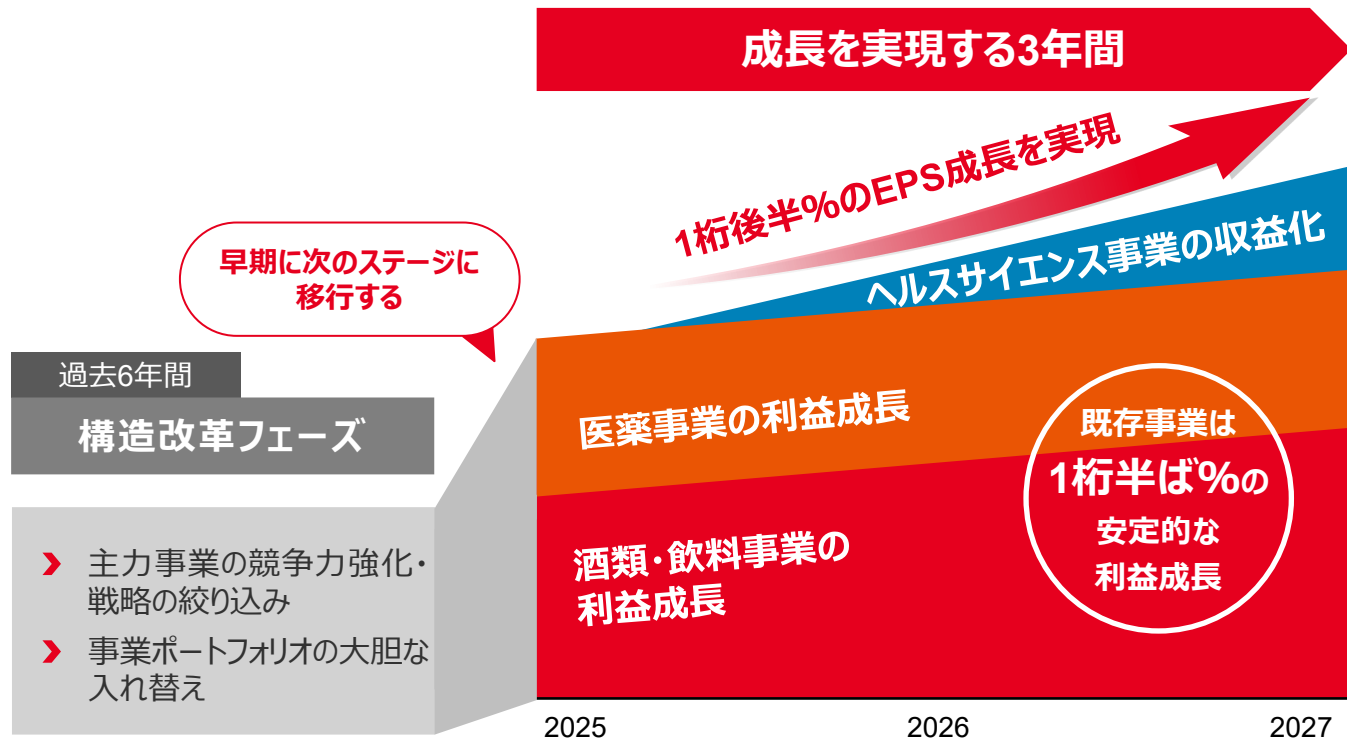 成長を実現する3年間
1桁後半%のEPS成長を実現
ヘルスサイエンス事業の収益化
早期に次のステージに
移行する
過去6年間
構造改革フェーズ
医薬事業の利益成長
既存事業は
1桁半ば%の
安定的な
利益成長
酒類・飲料事業の
利益成長
主力事業の競争力強化・
戦略の絞り込み
事業ポートフォリオの大胆な
入れ替え
2025
2026
2027